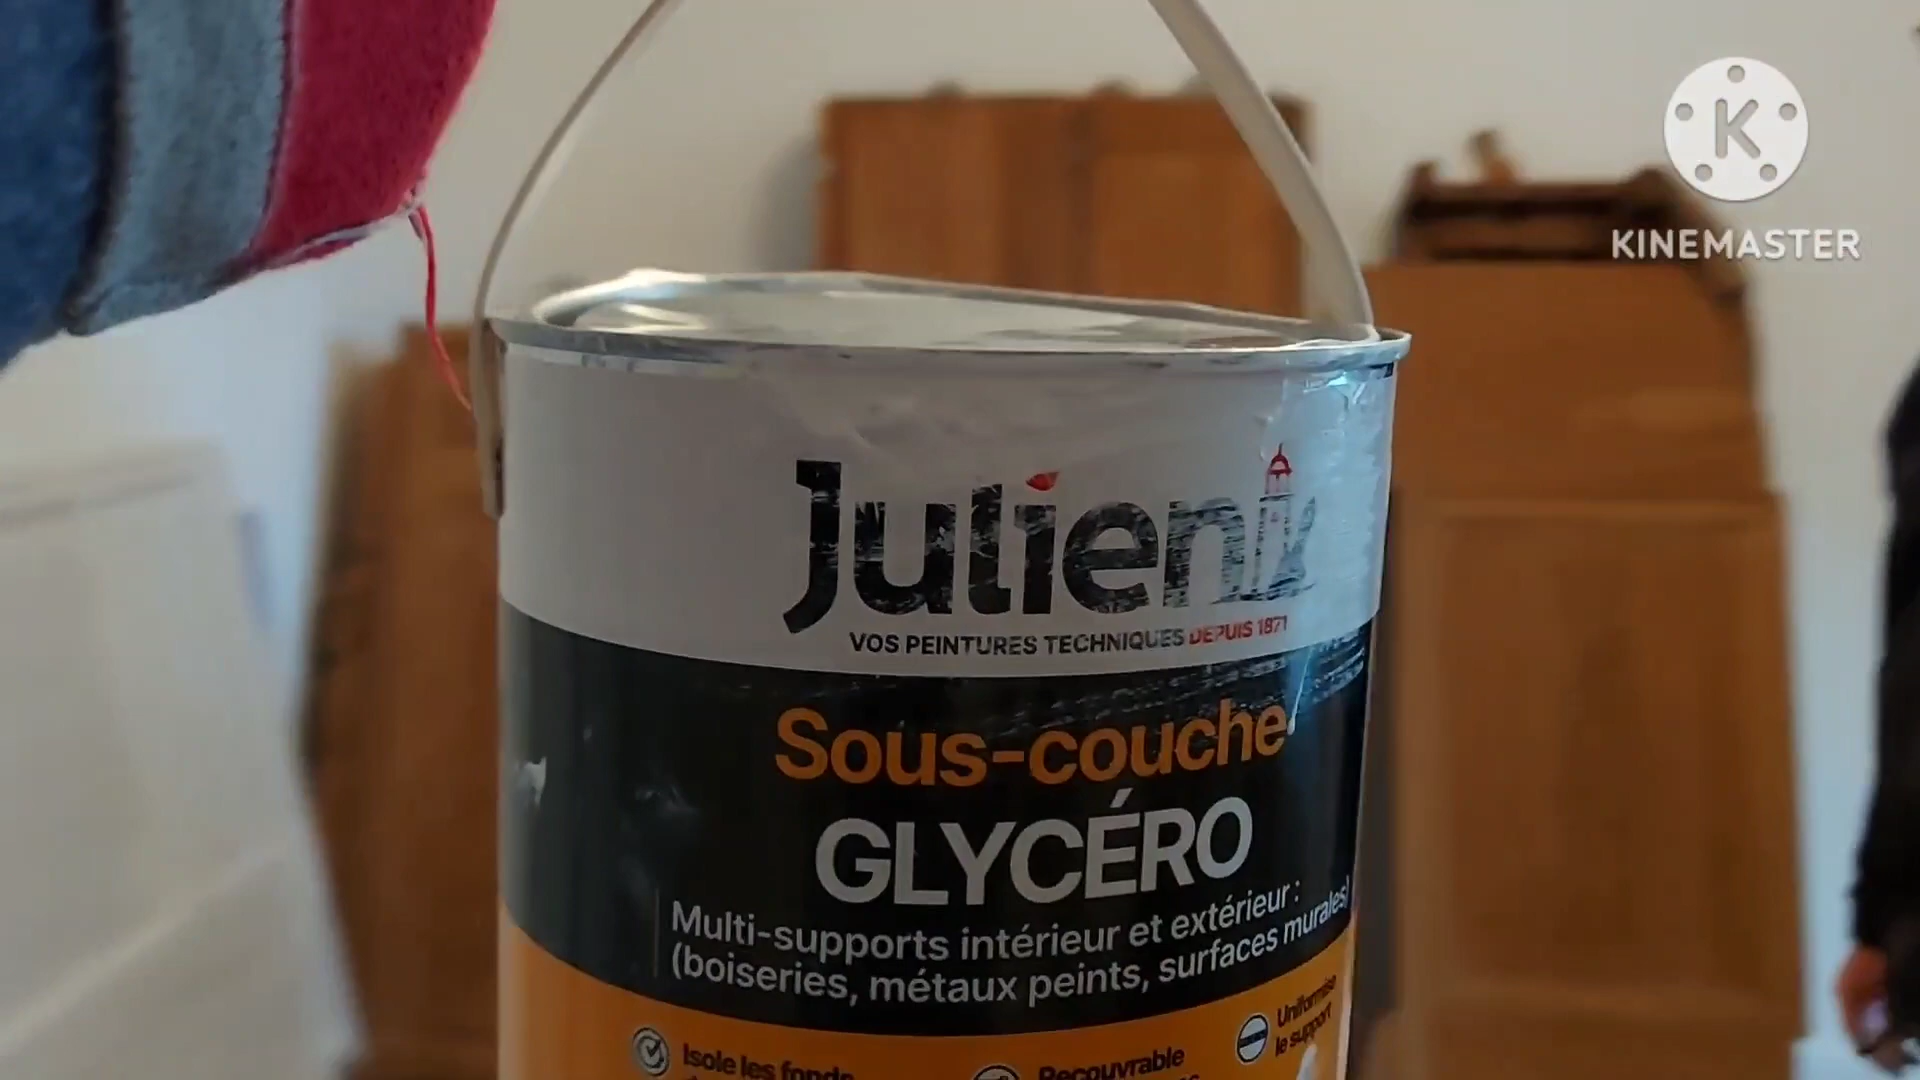 K
KINEMASTER
Julien
VOS PEINTURES TECHNIQUES DEPUIS 1871
Sous-couche
GLYCÉRO
Multi-supports intérieur et extérieur :
(boiseries, métaux peints, surfaces murales)
Uniformise
le support
Isole les fonds
Recouvrable